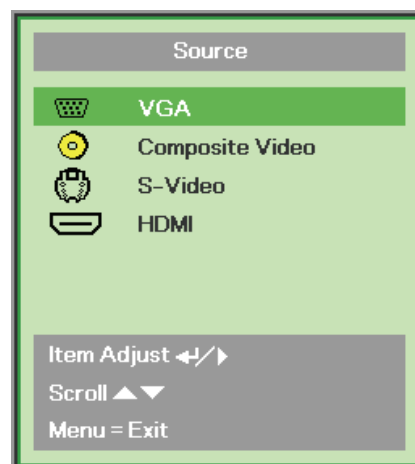 Source
VGA
Composite Video
S-Video
HDMI
Item Adjust ↵/▶
Scroll ▲▼
Menu = Exit